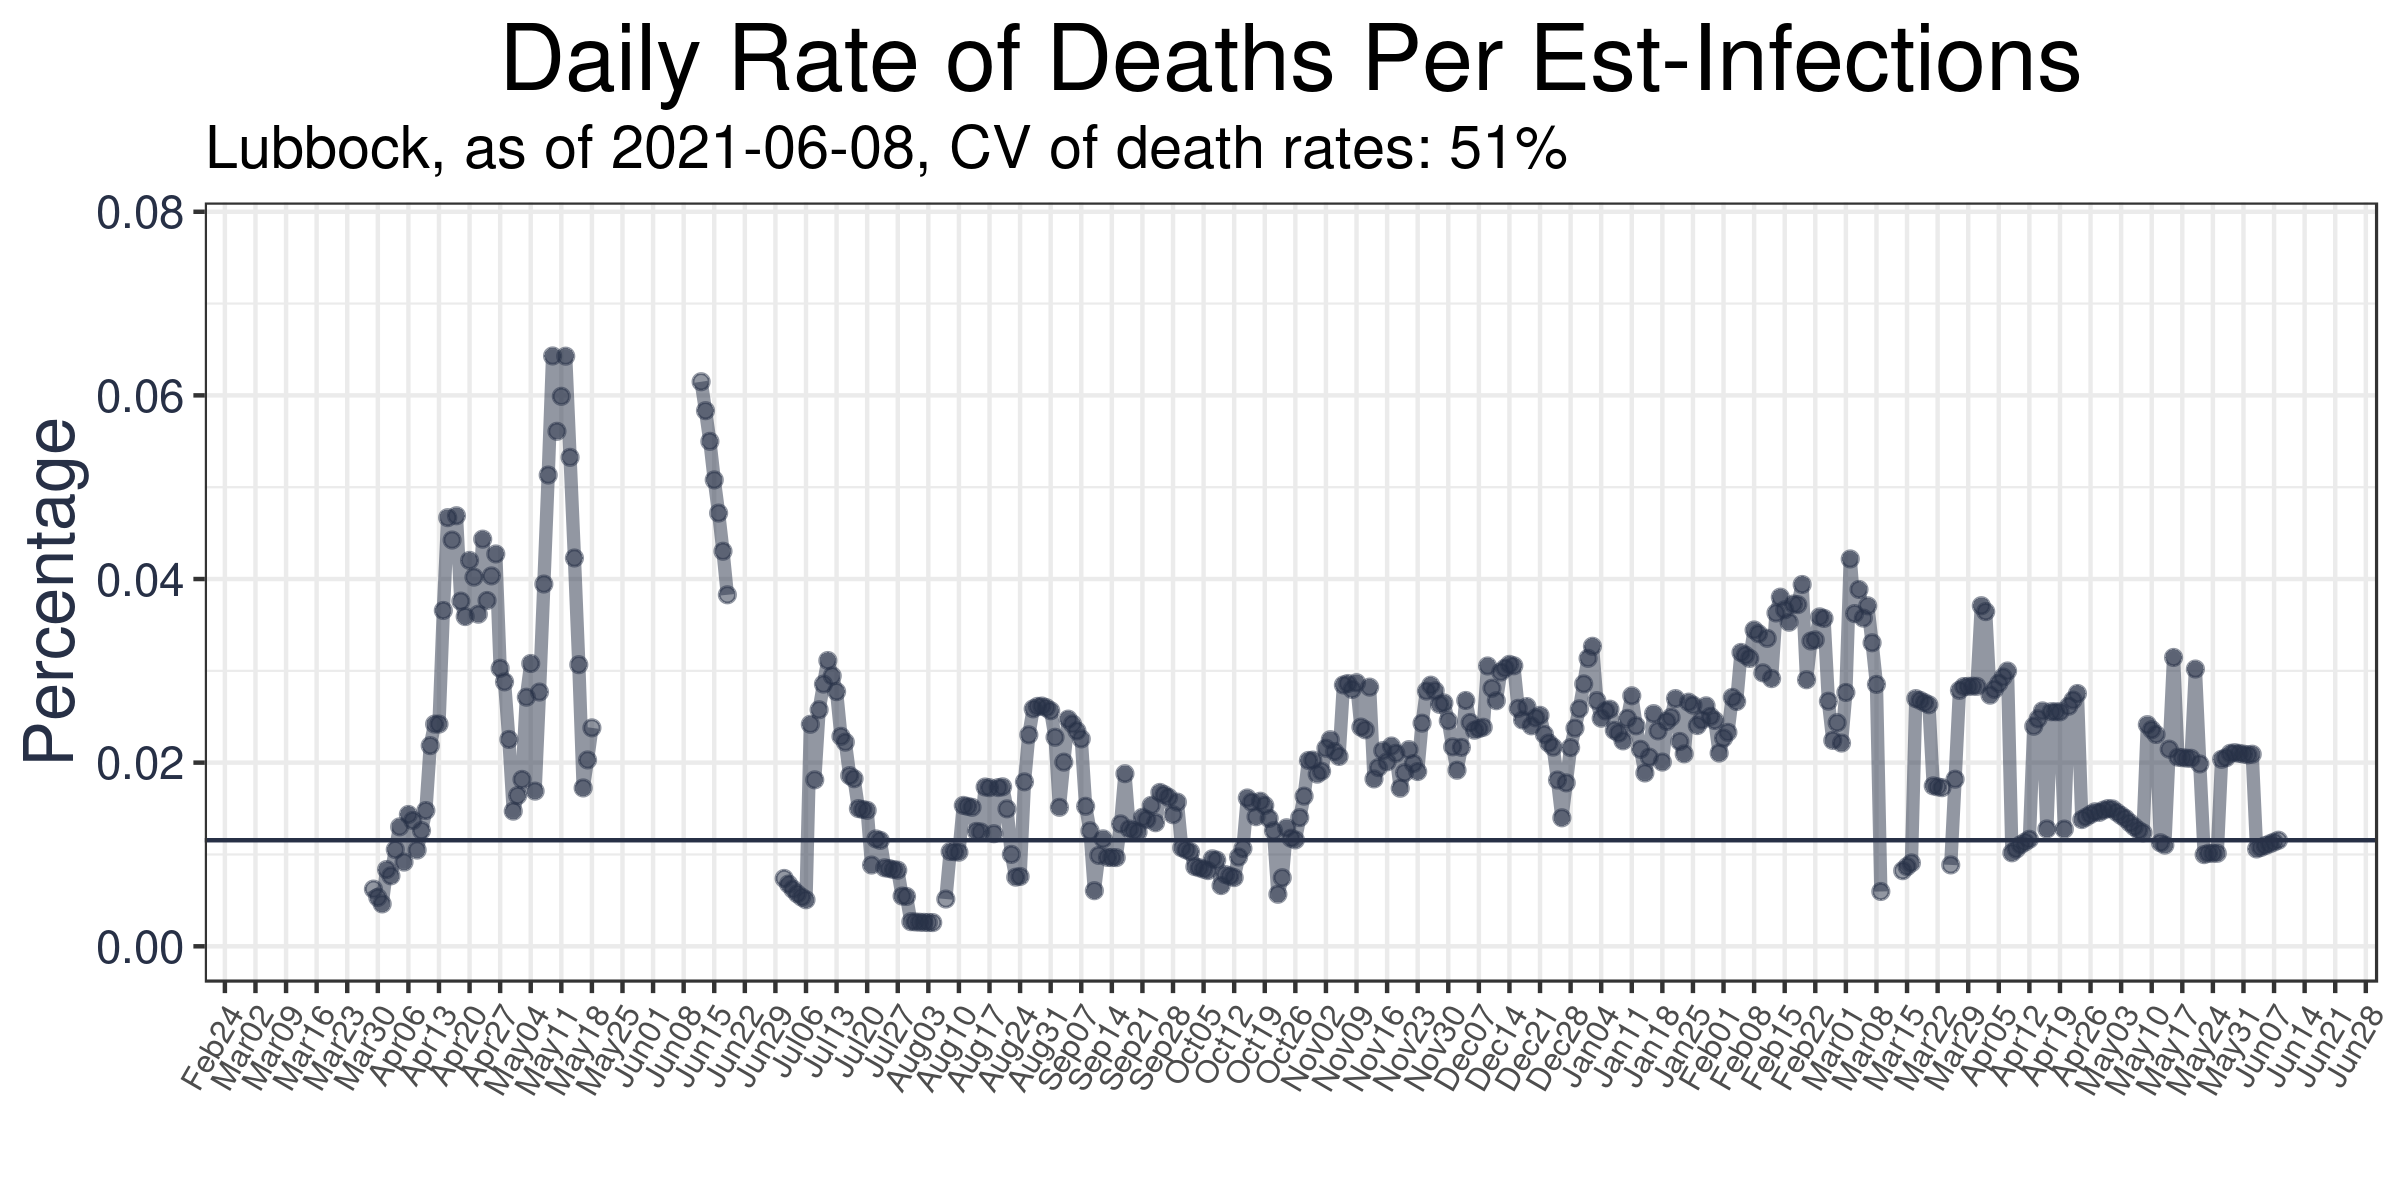 Daily Rate of Deaths Per Est-Infections
Lubbock, as of 2021-06-08, CV of death rates: 51%
Percentage
0.08
0.06
0.04
0.02
0.00
Feb24
Mar02
Mar09
Mar16
Mar23
Mar30
Apr06
Apr13
Apr20
Apr27
May04
May11
May18
May25
Jun01
Jun08
Jun15
Jun22
Jun29
Jul06
Jul13
Jul20
Jul27
Aug03
Aug10
Aug17
Aug24
Aug31
Sep07
Sep14
Sep21
Sep28
Oct05
Oct12
Oct19
Oct26
Nov02
Nov09
Nov16
Nov23
Nov30
Dec07
Dec14
Dec21
Dec28
Jan04
Jan11
Jan18
Jan25
Feb01
Feb08
Feb15
Feb22
Mar01
Mar08
Mar15
Mar22
Mar29
Apr05
Apr12
Apr19
Apr26
May03
May10
May17
May24
May31
Jun07
Jun14
Jun21
Jun28